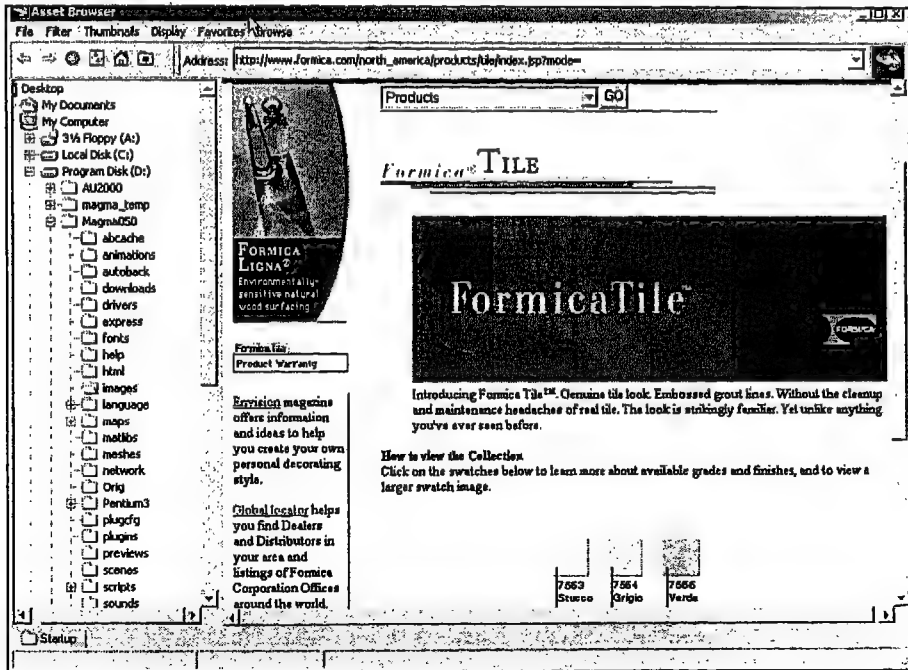 Asset Browser
File Filter Thumbnails Display Favorites Browse
Address: http://www.formica.com/north_america/products/tile/index.jsp?mode=
Desktop
My Documents
My Computer
3½ Floppy (A:)
Local Disk (C:)
Program Disk (D:)
AU2000
magma_temp
Magma050
abcache
animations
autoback
downloads
drivers
express
fonts
help
html
images
language
maps
matlibs
meshes
network
Orig
Pentium3
plugcfg
plugins
previews
scenes
scripts
sounds
FORMICA
LIGNA²
Environmentally-
sensitive natural
wood surfacing
FormicaTile
Product Warranty
Envision magazine
offers information
and ideas to help
you create your own
personal decorating
style.
Global locator helps
you find Dealers
and Distributors in
your area and
listings of Formica
Corporation Offices
around the world.
Products GO
Formica® TILE
FormicaTile™
FORMICA
Introducing Formica Tile™. Genuine tile look. Embossed grout lines. Without the cleanup
and maintenance headaches of real tile. The look is strikingly familiar. Yet unlike anything
you've ever seen before.
How to view the Collection
Click on the swatches below to learn more about available grades and finishes, and to view a
larger swatch image.
7553 7554 7556
Stucco Grigio Verde
Startup